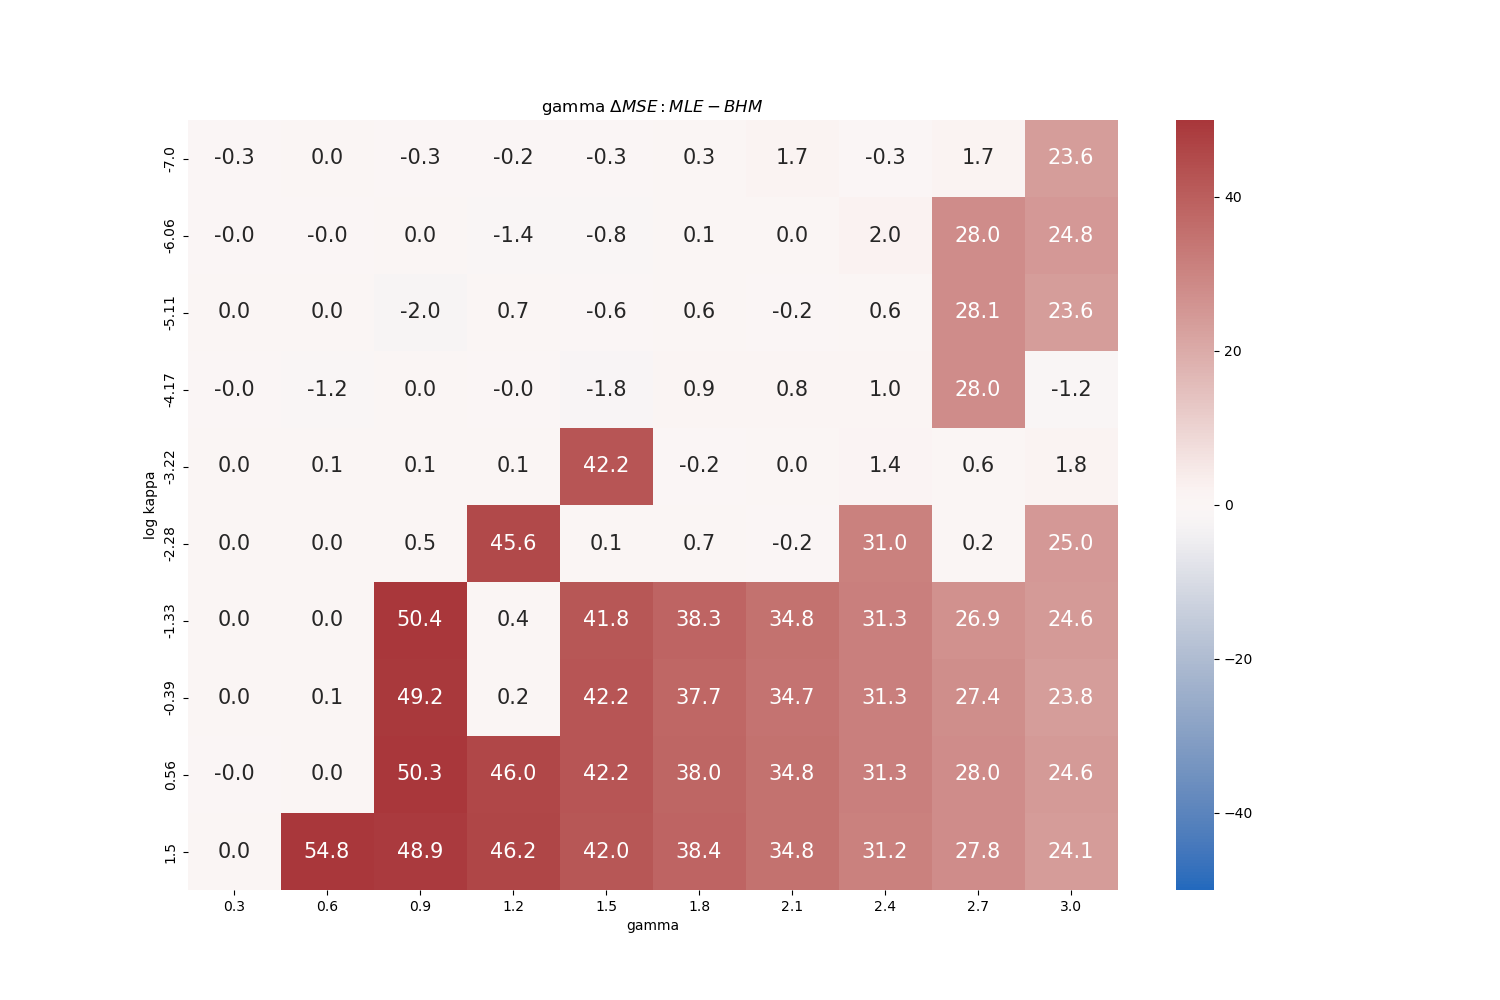 gamma ΔMSE : MLE − BHM
-7.0 -0.3 0.0 -0.3 -0.2 -0.3 0.3 1.7 -0.3 1.7 23.6
-6.06 -0.0 -0.0 0.0 -1.4 -0.8 0.1 0.0 2.0 28.0 24.8
-5.11 0.0 0.0 -2.0 0.7 -0.6 0.6 -0.2 0.6 28.1 23.6
-4.17 -0.0 -1.2 0.0 -0.0 -1.8 0.9 0.8 1.0 28.0 -1.2
-3.22 0.0 0.1 0.1 0.1 42.2 -0.2 0.0 1.4 0.6 1.8
-2.28 0.0 0.0 0.5 45.6 0.1 0.7 -0.2 31.0 0.2 25.0
-1.33 0.0 0.0 50.4 0.4 41.8 38.3 34.8 31.3 26.9 24.6
-0.39 0.0 0.1 49.2 0.2 42.2 37.7 34.7 31.3 27.4 23.8
0.56 -0.0 0.0 50.3 46.0 42.2 38.0 34.8 31.3 28.0 24.6
1.5 0.0 54.8 48.9 46.2 42.0 38.4 34.8 31.2 27.8 24.1
log kappa
0.3 0.6 0.9 1.2 1.5 1.8 2.1 2.4 2.7 3.0
gamma
40
20
0
−20
−40